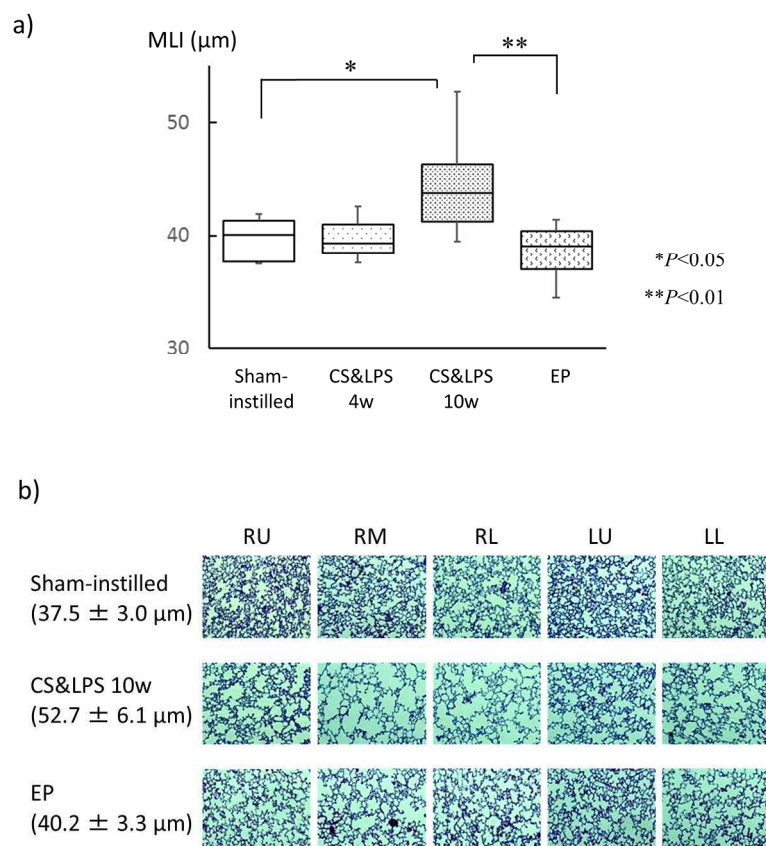 a)
MLI (μm)
*
**
50
40
30
*P<0.05
**P<0.01
Sham-
instilled
CS&LPS
4w
CS&LPS
10w
EP
b)
RU RM RL LU LL
Sham-instilled
(37.5 ± 3.0 μm)
CS&LPS 10w
(52.7 ± 6.1 μm)
EP
(40.2 ± 3.3 μm)